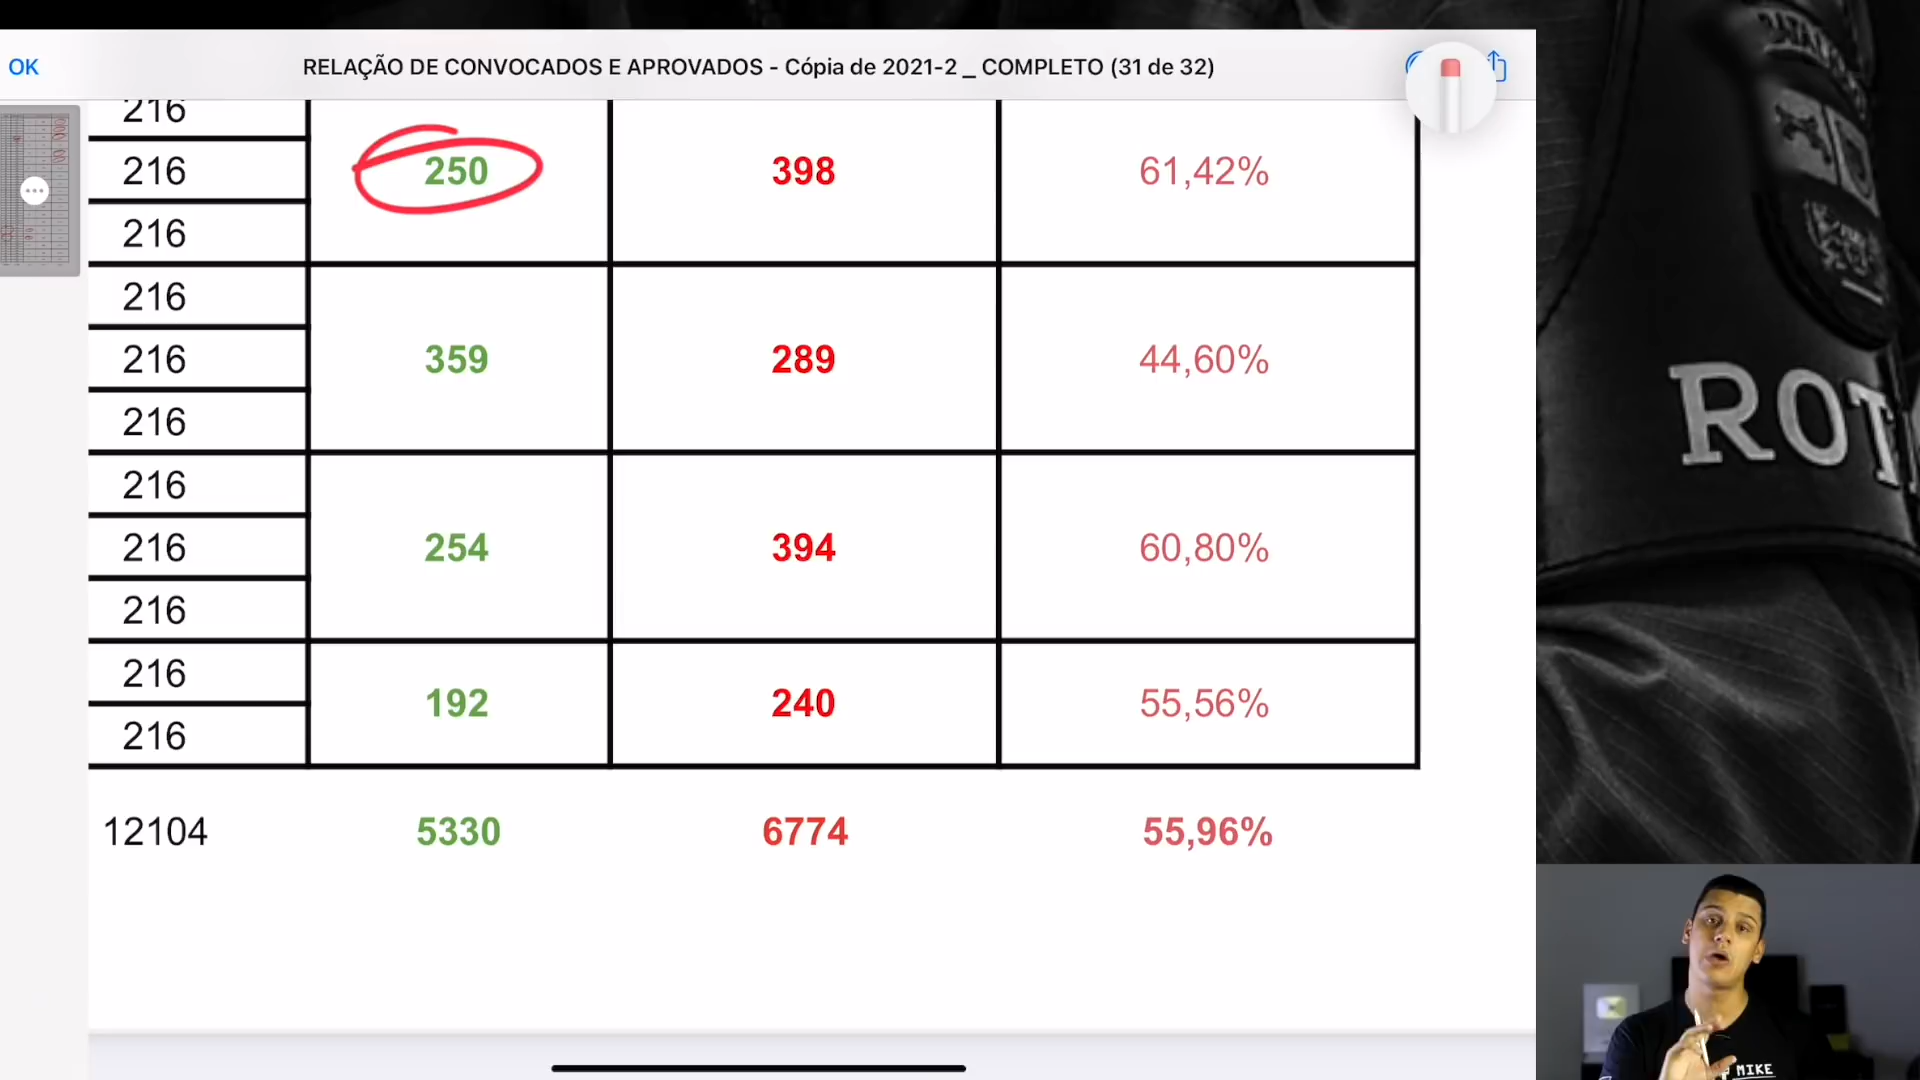 OK
RELAÇÃO DE CONVOCADOS E APROVADOS - Cópia de 2021-2 _ COMPLETO (31 de 32)
216
216 250 398 61,42%
216
216
216 359 289 44,60%
216
216
216 254 394 60,80%
216
216
192 240 55,56%
216
12104 5330 6774 55,96%
ROT
MIKE